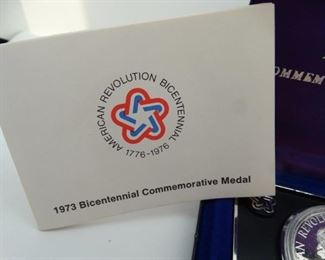 AMERICAN REVOLUTION BICENTENNIAL
1776-1976
1973 Bicentennial Commemorative Medal